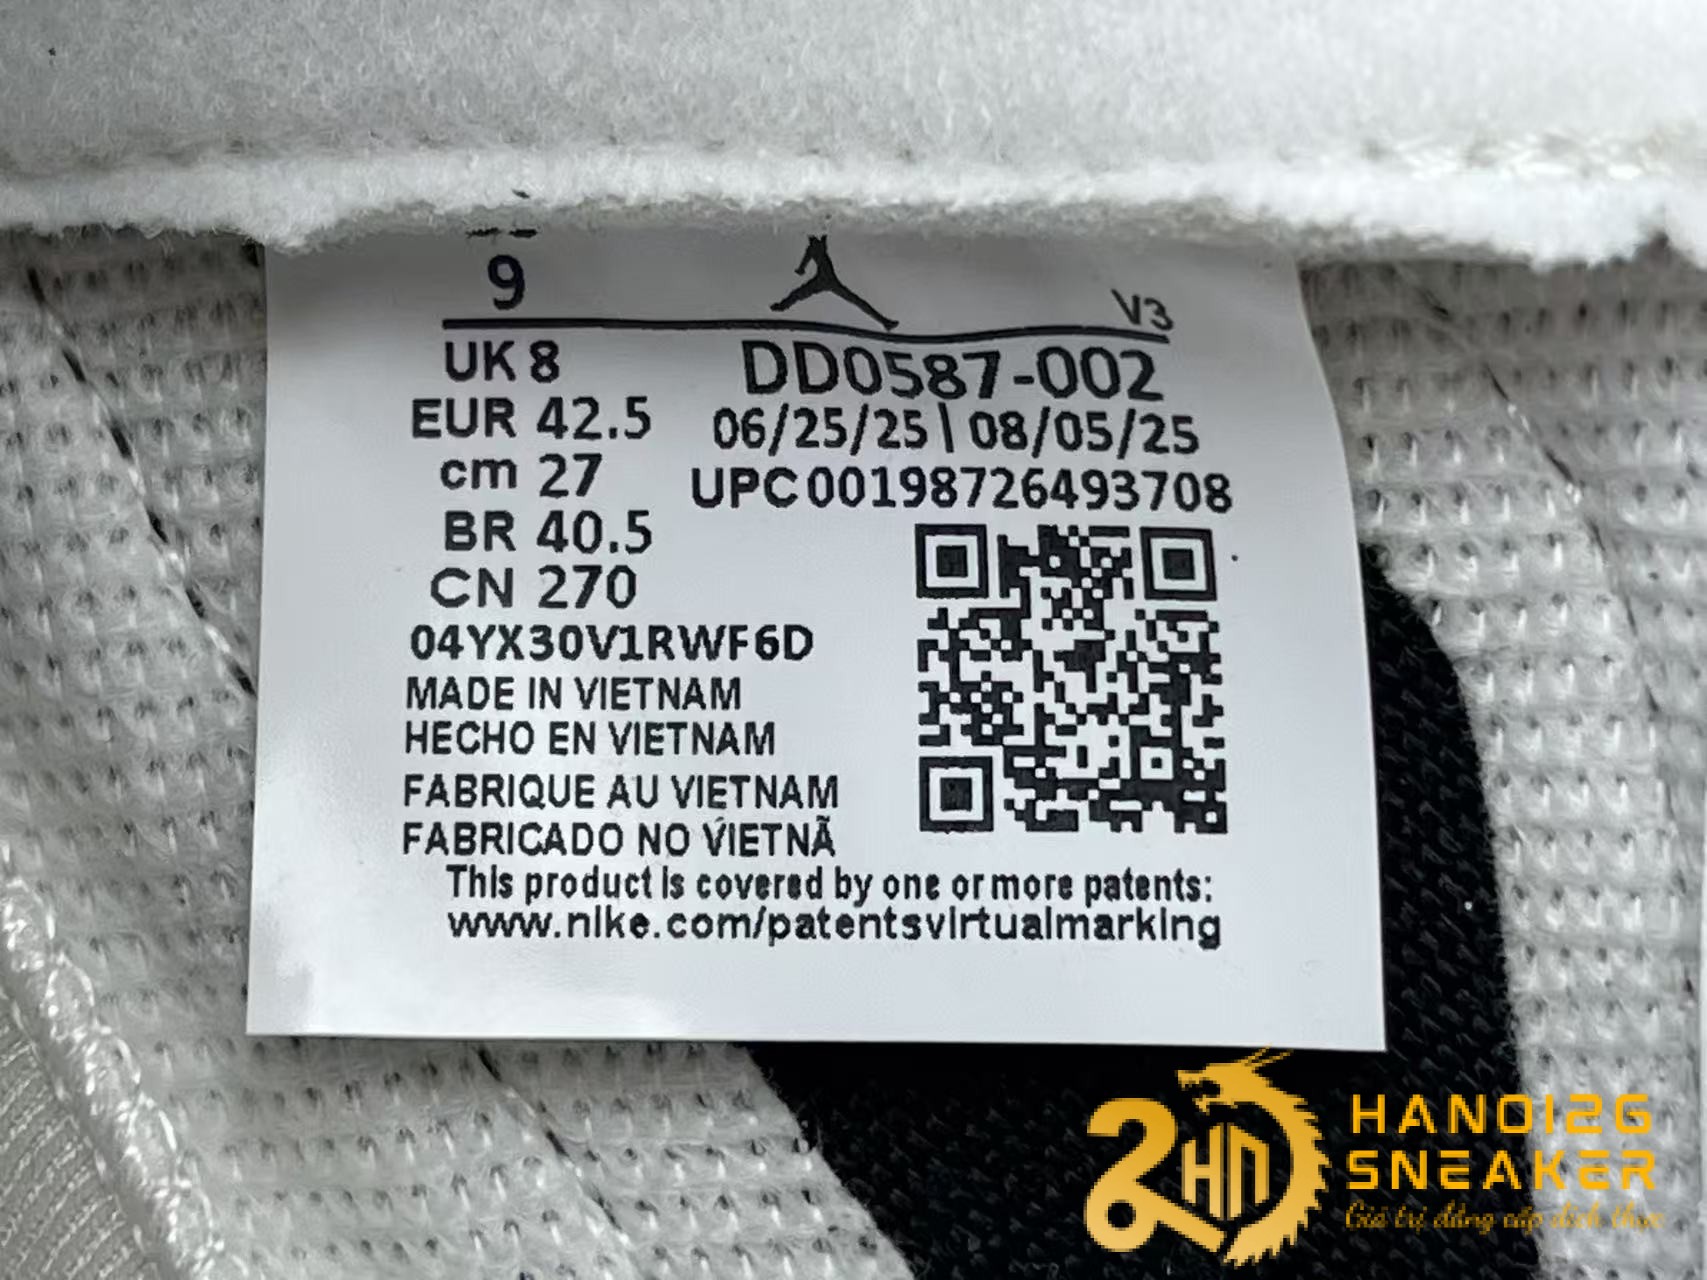 9
V3
UK 8
DD0587-002
EUR 42.5
06/25/25\08/05/25
cm 27
UPC00198726493708
BR 40.5
CN 270
04YX30V1RWF6D
MADE IN VIETNAM
HECHO EN VIETNAM
FABRIQUE AU VIETNAM
FABRICADO NO VIETNÃ
This product is covered by one or more patents:
www.nike.com/patentsvirtualmarking
2HN
HANOI2G
SNEAKER
Giá trị đẳng cấp đích thực